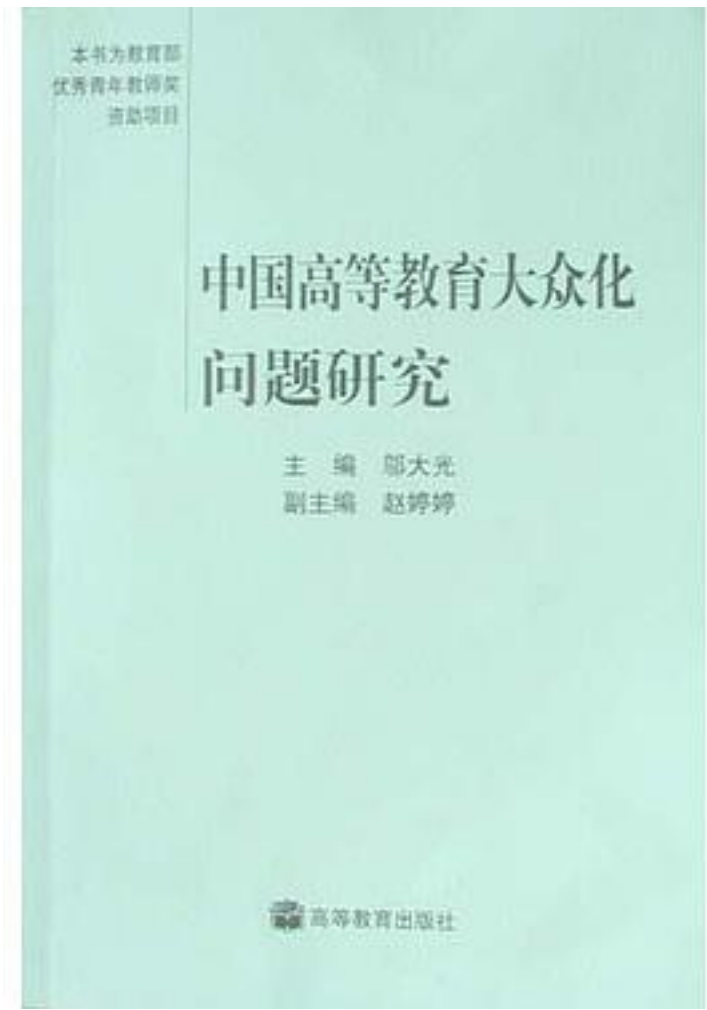 本书为教育部
优秀青年教师奖
资助项目
中国高等教育大众化
问题研究
主 编 邬大光
副主编 赵婷婷
高等教育出版社